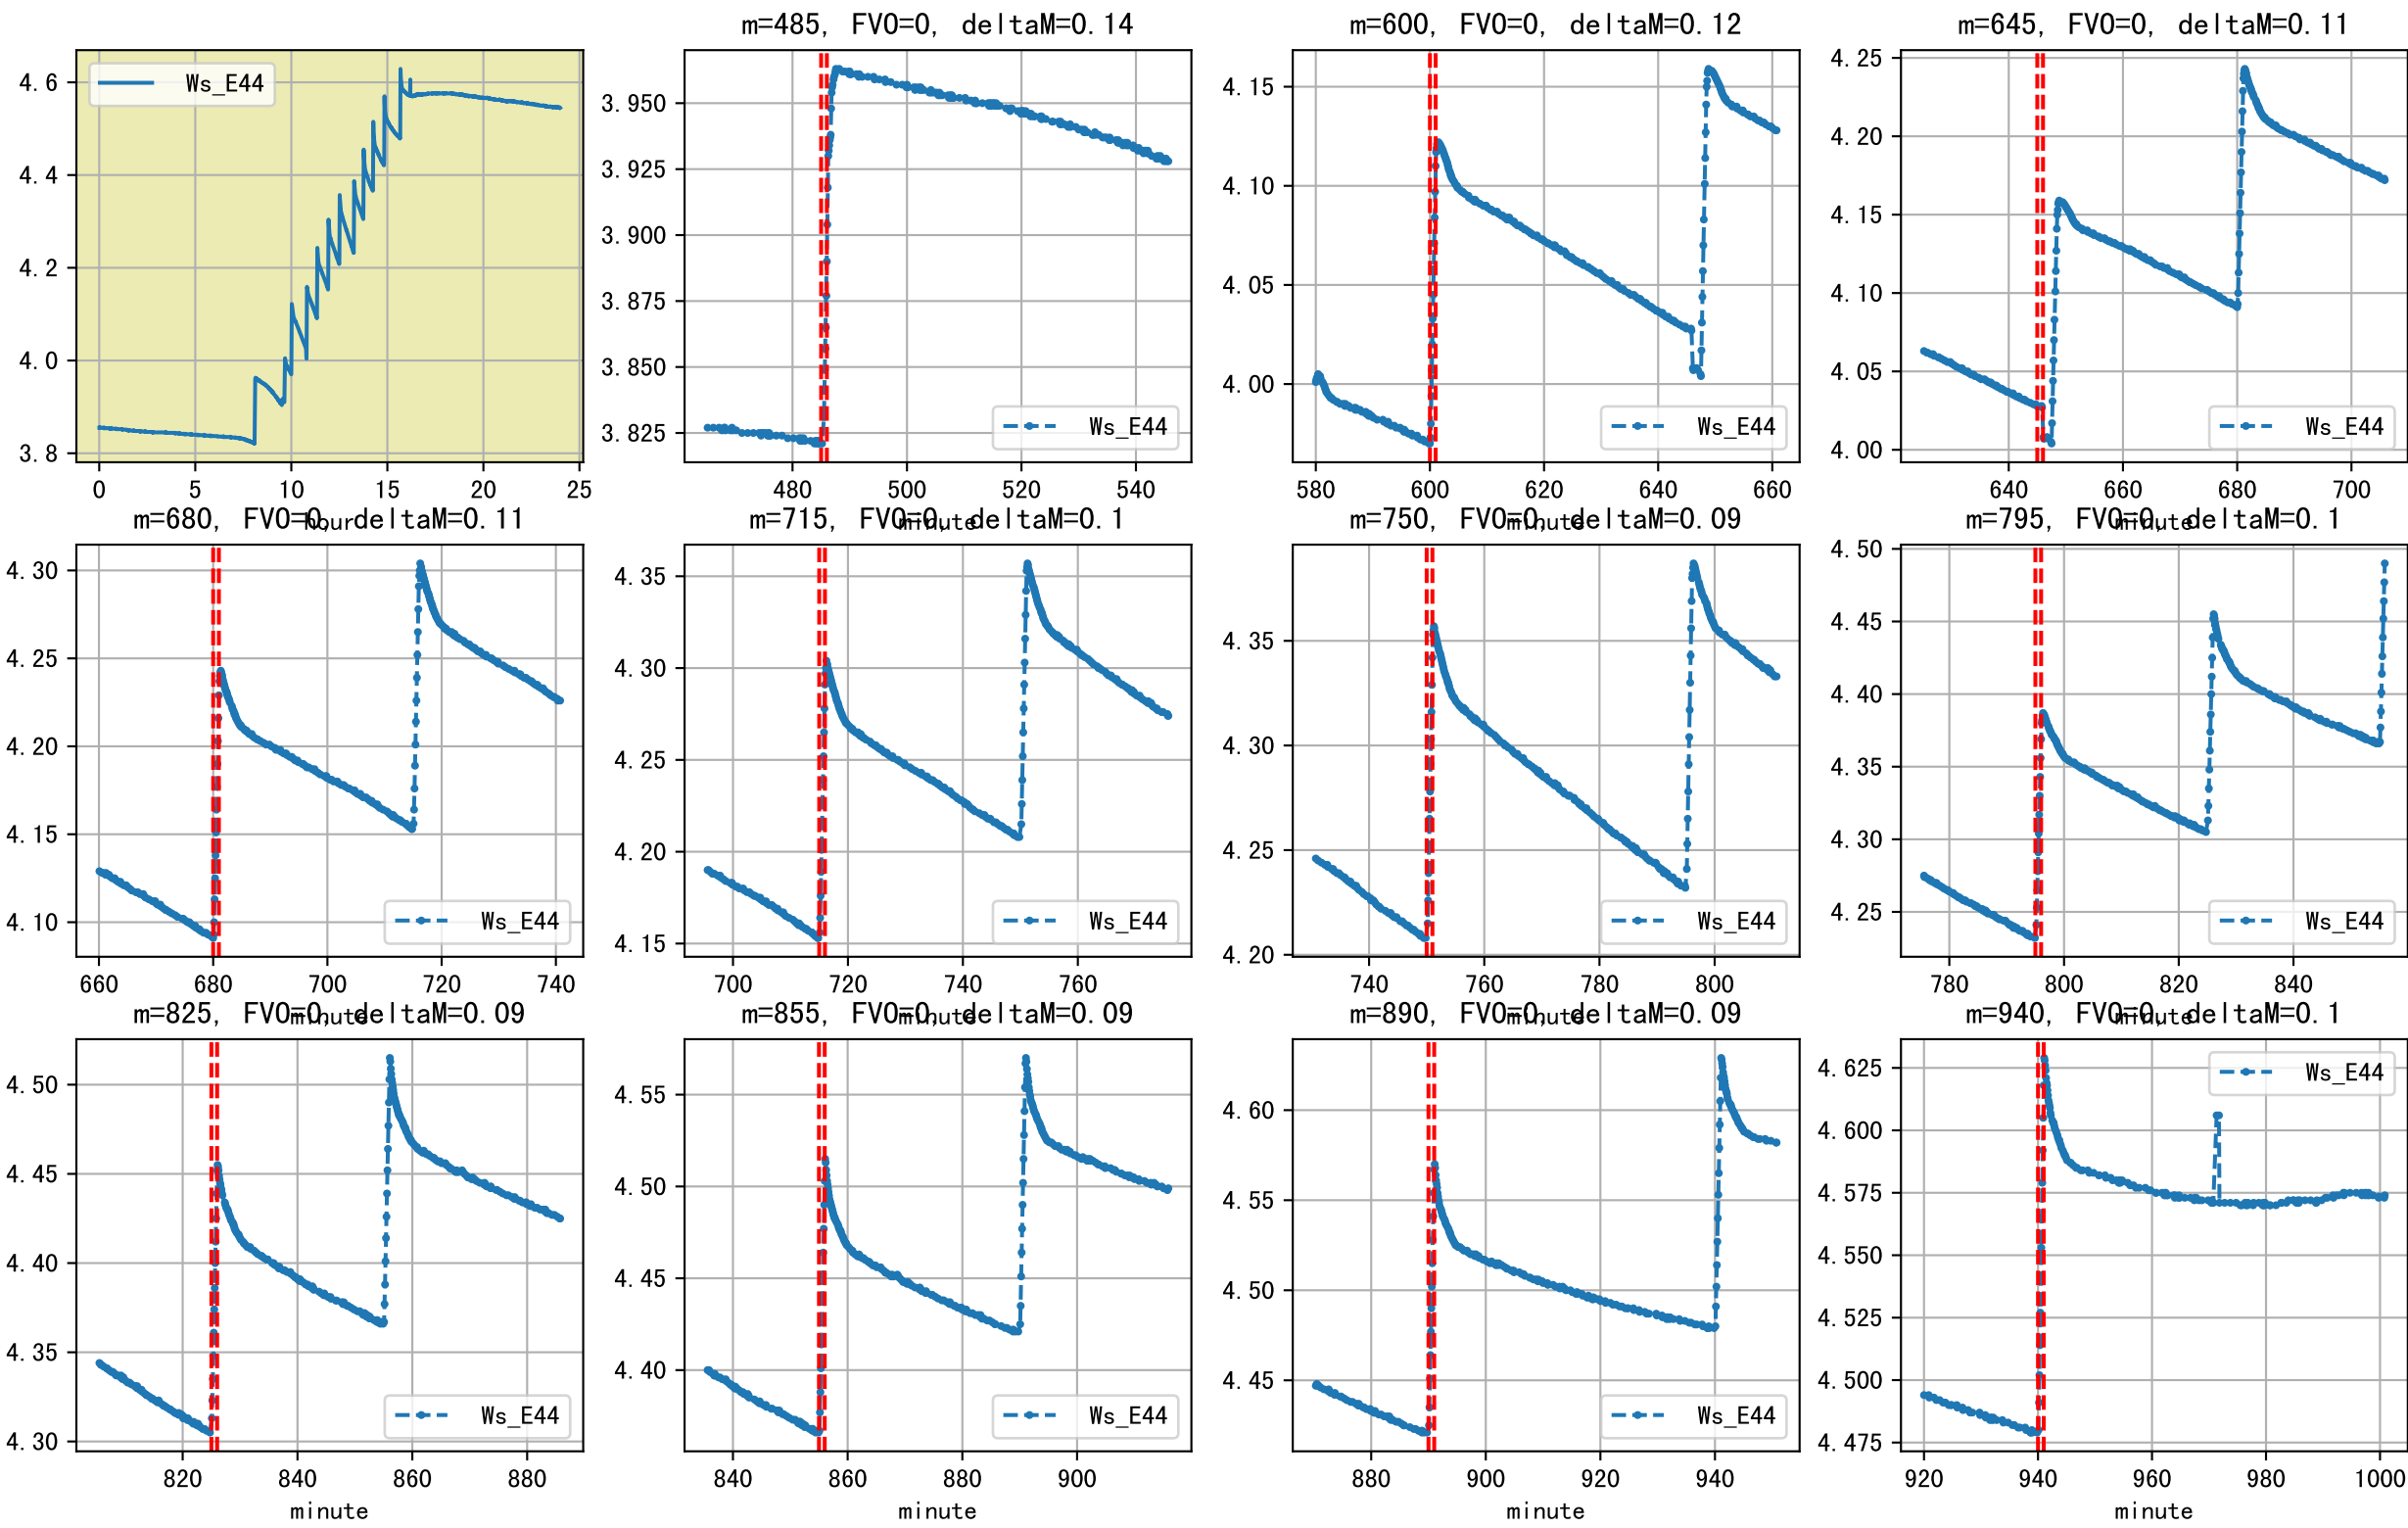 m=485, FVO=0, deltaM=0.14
m=600, FVO=0, deltaM=0.12
m=645, FVO=0, deltaM=0.11
Ws_E44
4.6
4.4
4.2
4.0
3.8
0 5 10 15 20 25
hour
3.950
3.925
3.900
3.875
3.850
3.825
Ws_E44
480 500 520 540
minute
4.15
4.10
4.05
4.00
Ws_E44
580 600 620 640 660
minute
4.25
4.20
4.15
4.10
4.05
4.00
Ws_E44
640 660 680 700
minute
m=680, FVO=0, deltaM=0.11
m=715, FVO=0, deltaM=0.1
m=750, FVO=0, deltaM=0.09
m=795, FVO=0, deltaM=0.1
4.30
4.25
4.20
4.15
4.10
Ws_E44
660 680 700 720 740
minute
4.35
4.30
4.25
4.20
4.15
Ws_E44
700 720 740 760
minute
4.35
4.30
4.25
4.20
Ws_E44
740 760 780 800
minute
4.50
4.45
4.40
4.35
4.30
4.25
Ws_E44
780 800 820 840
minute
m=825, FVO=0, deltaM=0.09
m=855, FVO=0, deltaM=0.09
m=890, FVO=0, deltaM=0.09
m=940, FVO=0, deltaM=0.1
4.50
4.45
4.40
4.35
4.30
Ws_E44
820 840 860 880
minute
4.55
4.50
4.45
4.40
Ws_E44
840 860 880 900
minute
4.60
4.55
4.50
4.45
Ws_E44
880 900 920 940
minute
Ws_E44
4.625
4.600
4.575
4.550
4.525
4.500
4.475
920 940 960 980 1000
minute